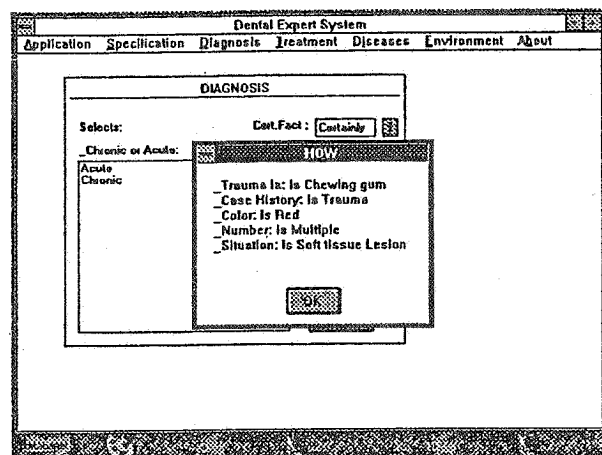 Dental Expert System
Application Specification Diagnosis Treatment Diseases Environment About
DIAGNOSIS
Selects:
Cert.Fact : Certainly
_Chronic or Acute:
Acute
Chronic
HOW
_Trauma is: Is Chewing gum
_Case History: Is Trauma
_Color: Is Red
_Number: Is Multiple
_Situation: Is Soft tissue Lesion
OK